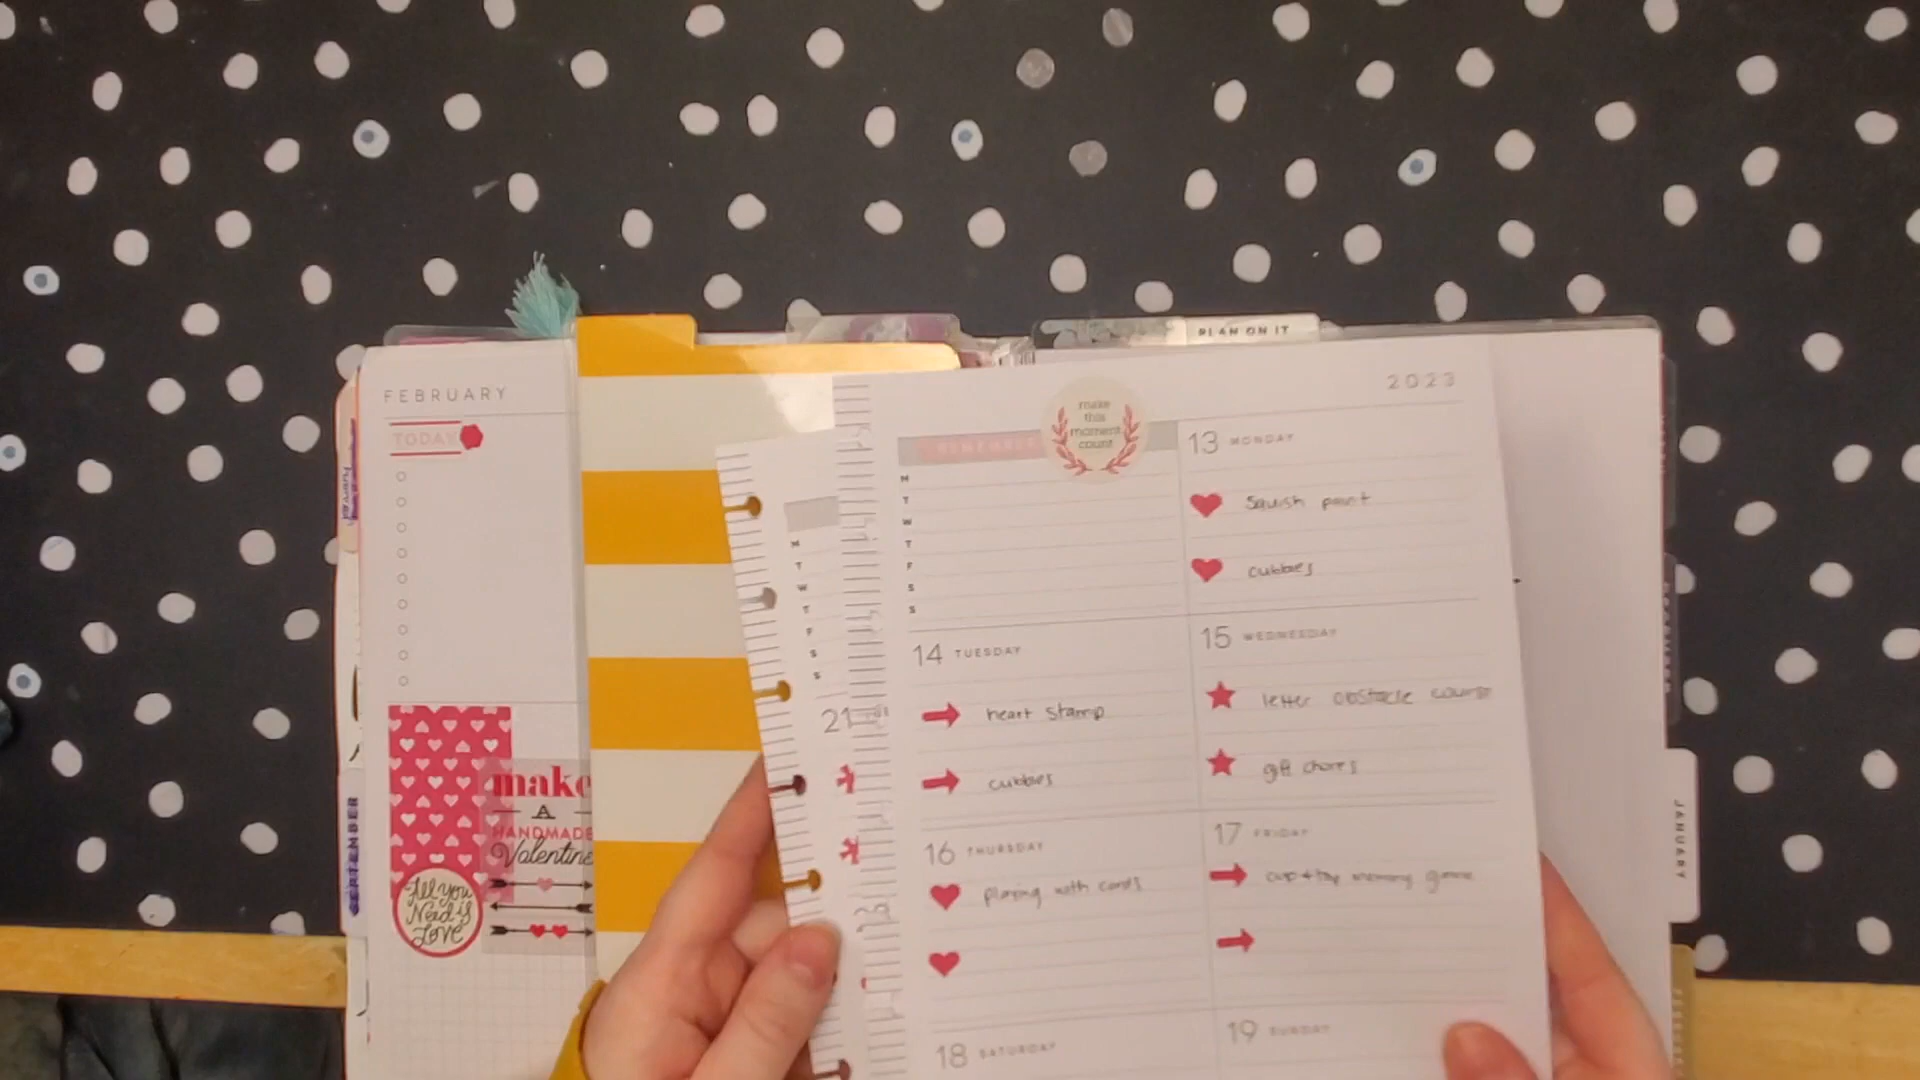 PLAN ON IT
FEBRUARY
TODAY
make
A
HANDMADE
Valentine
All You
Need is
Love
SEPTEMBER
JANUARY
2023
REMEMBER
make
this
moment
count
M
T
W
T
F
S
S
13 MONDAY
Squish paint
cubbies
14 TUESDAY
heart stamp
cubbies
15 WEDNESDAY
letter obstacle course
gift chores
16 THURSDAY
playing with cards
17 FRIDAY
memory game
18 SATURDAY
19 SUNDAY
M
T
W
T
F
S
S
21